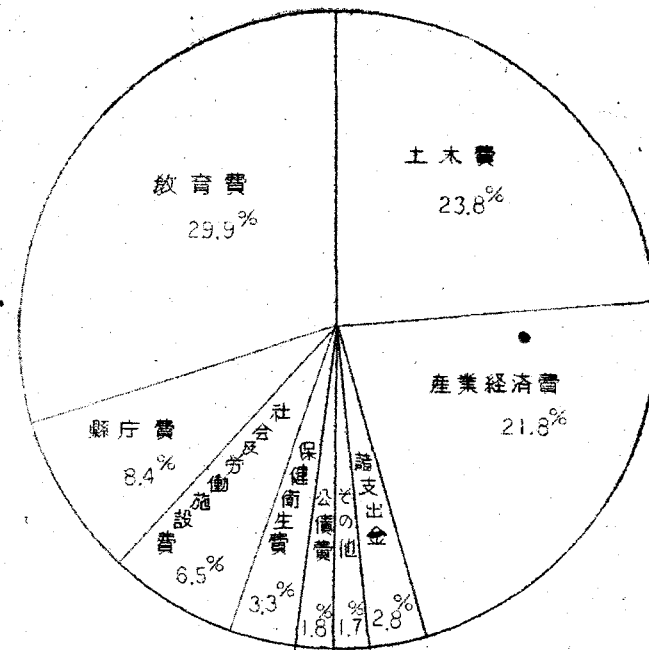 土木費
23.8%
産業経済費
21.8%
諸支出金
2.8%
その他
1.7%
公債費
1.8%
保健衛生費
3.3%
社会及労働施設費
6.5%
縣庁費
8.4%
教育費
29.9%